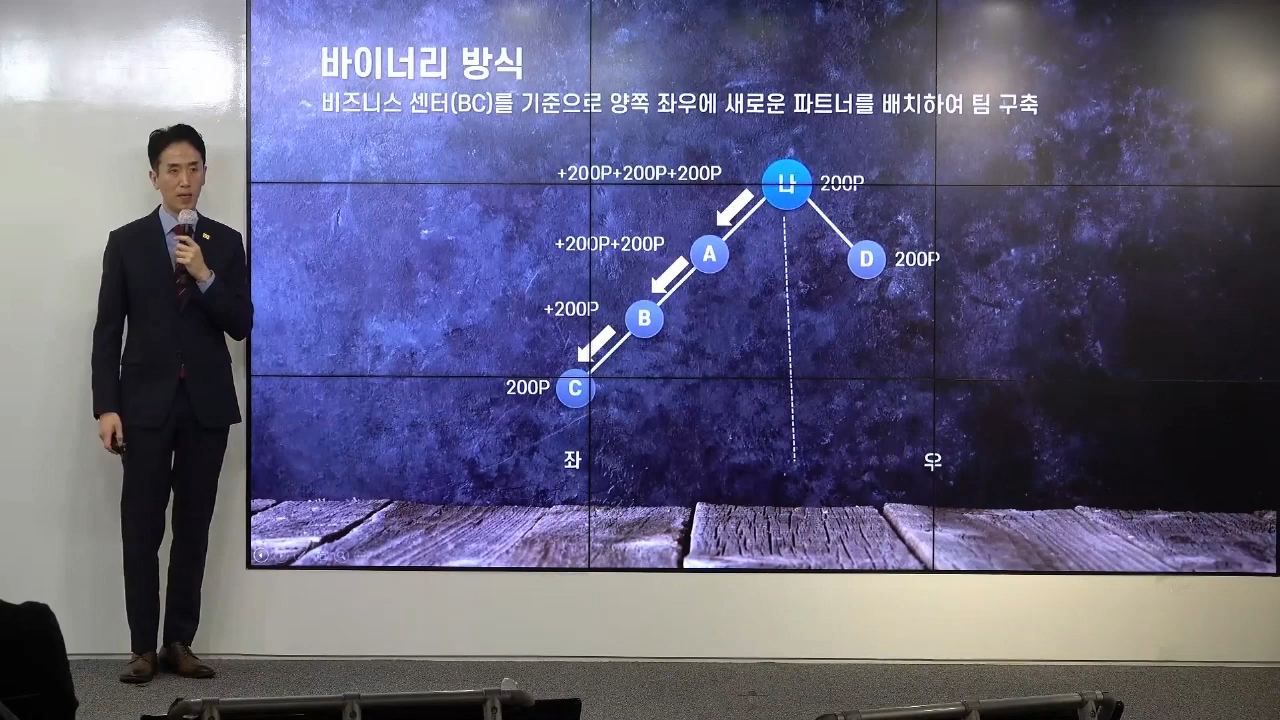 바이너리 방식
비즈니스 센터(BC)를 기준으로 양쪽 좌우에 새로운 파트너를 배치하여 팀 구축
+200P+200P+200P 나 200P
+200P+200P A D 200P
+200P B
200P C
좌 우